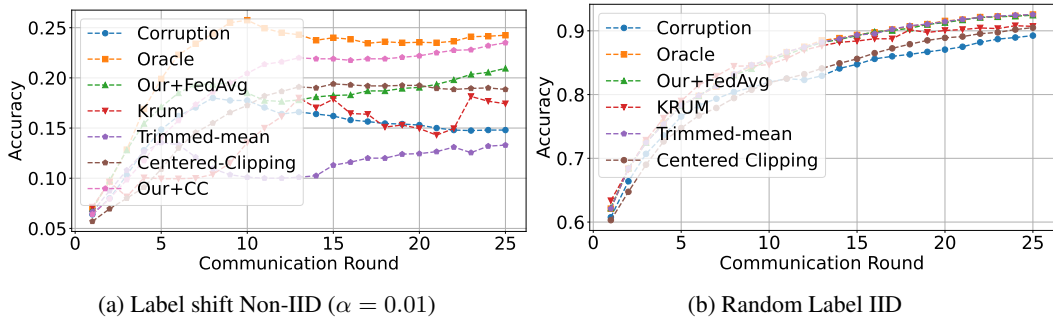 0.25
0.20
0.15
0.10
0.05
Accuracy
Corruption
Oracle
Our+FedAvg
Krum
Trimmed-mean
Centered-Clipping
Our+CC
0 5 10 15 20 25
Communication Round
(a) Label shift Non-IID (α = 0.01)
0.9
0.8
0.7
0.6
Accuracy
Corruption
Oracle
Our+FedAvg
KRUM
Trimmed-mean
Centered Clipping
0 5 10 15 20 25
Communication Round
(b) Random Label IID